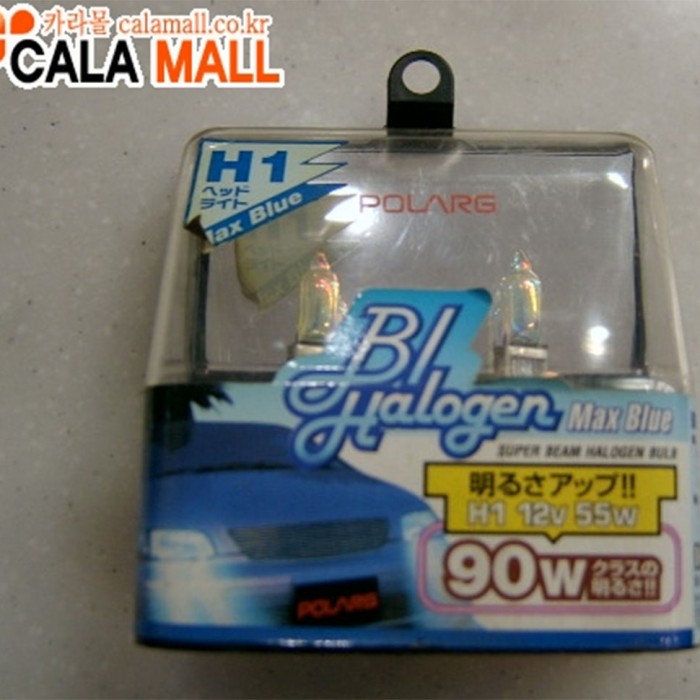 카라몰 calamall.co.kr
CALA MALL
H1
ヘッド
ライト
Max Blue
POLARG
B1
Halogen Max Blue
SUPER BEAM HALOGEN BULB
明るさアップ!!
H1 12v 55w
90w クラスの
明るさ!!
POLARG